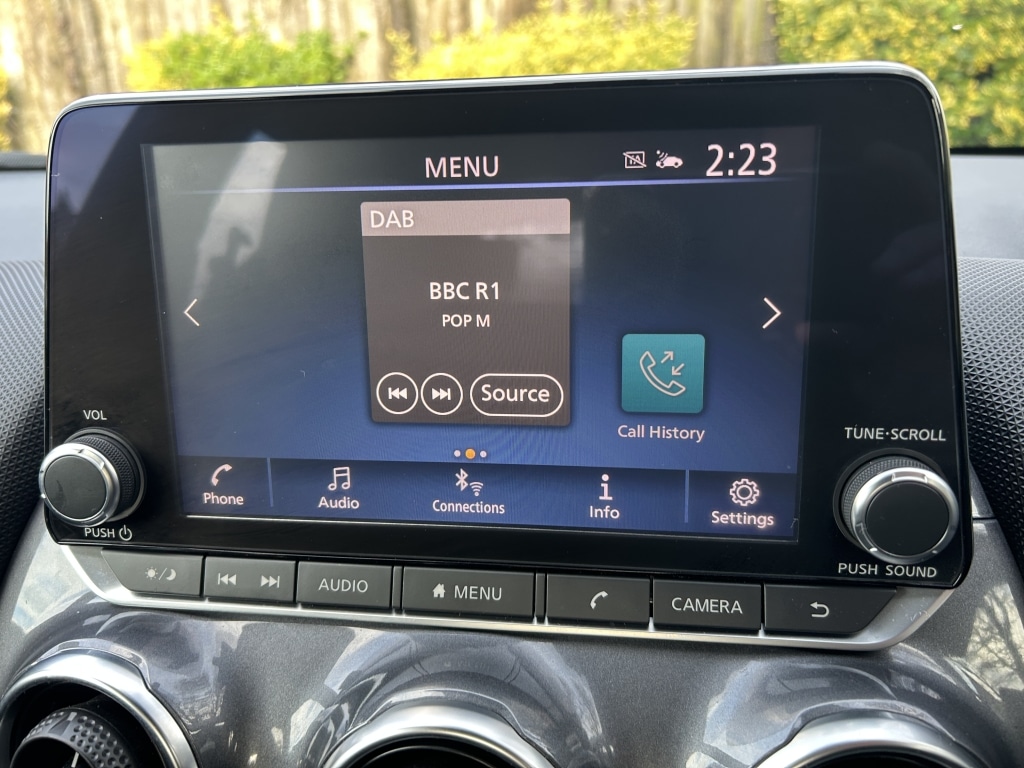 MENU
TA
2:23
DAB
BBC R1
POP M
Source
Call History
Phone
Audio
Connections
Info
Settings
VOL
PUSH
TUNE·SCROLL
PUSH SOUND
AUDIO
MENU
CAMERA